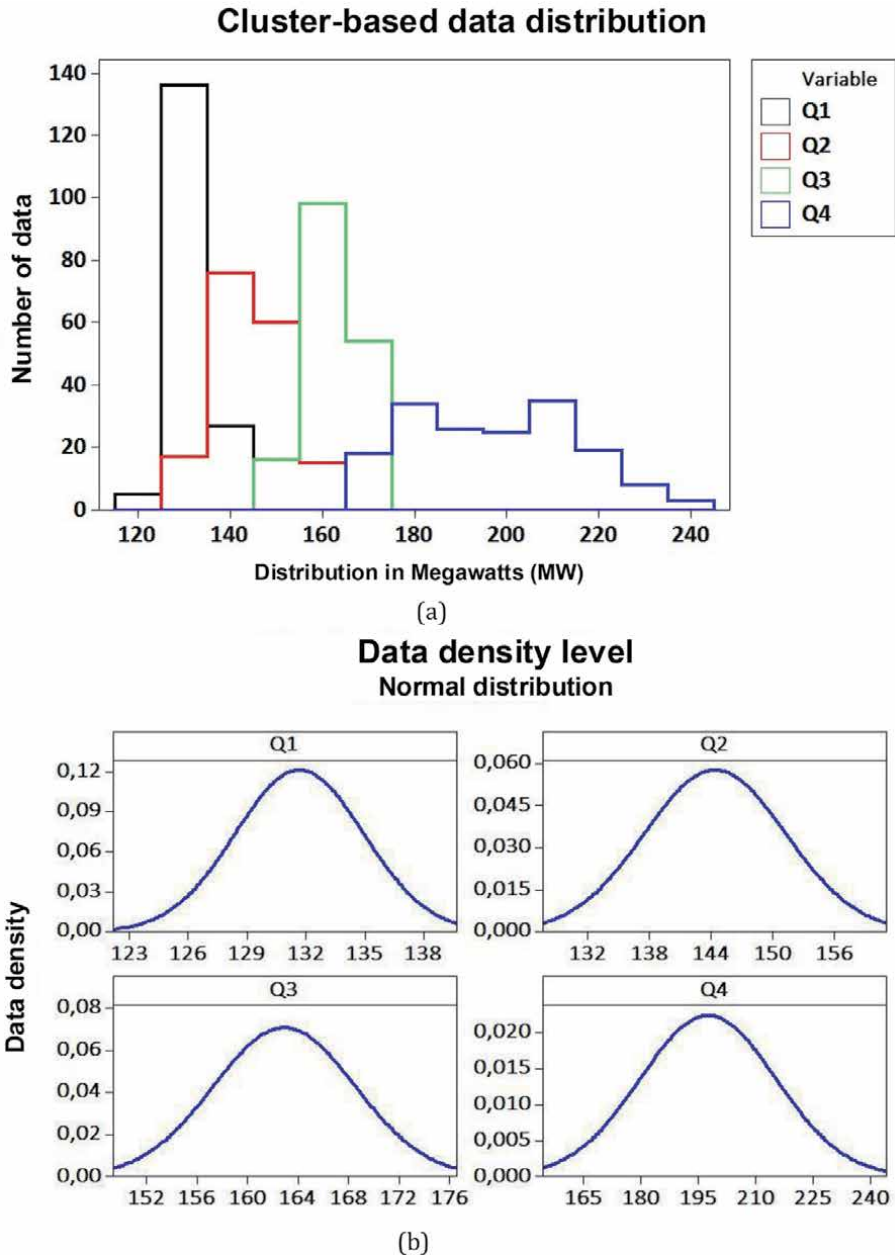 Cluster-based data distribution
Number of data
140
120
100
80
60
40
20
0
120 140 160 180 200 220 240
Distribution in Megawatts (MW)
Variable
Q1
Q2
Q3
Q4
(a)
Data density level
Normal distribution
Data density
Q1
0,12
0,09
0,06
0,03
0,00
123 126 129 132 135 138
Q2
0,060
0,045
0,030
0,015
0,000
132 138 144 150 156
Q3
0,08
0,06
0,04
0,02
0,00
152 156 160 164 168 172 176
Q4
0,020
0,015
0,010
0,005
0,000
165 180 195 210 225 240
(b)